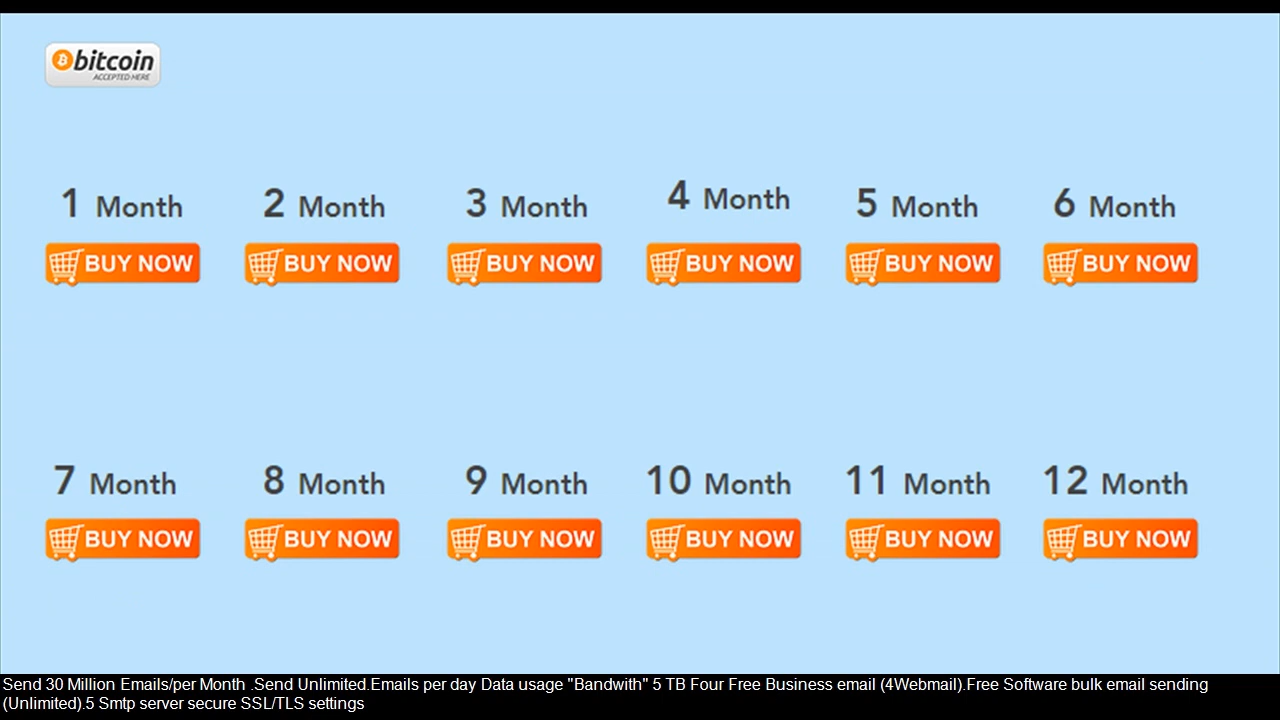 bitcoin
ACCEPTED HERE
1 Month 2 Month 3 Month 4 Month 5 Month 6 Month
BUY NOW BUY NOW BUY NOW BUY NOW BUY NOW BUY NOW
7 Month 8 Month 9 Month 10 Month 11 Month 12 Month
BUY NOW BUY NOW BUY NOW BUY NOW BUY NOW BUY NOW
Send 30 Million Emails/per Month .Send Unlimited.Emails per day Data usage "Bandwith" 5 TB Four Free Business email (4Webmail).Free Software bulk email sending
(Unlimited).5 Smtp server secure SSL/TLS settings